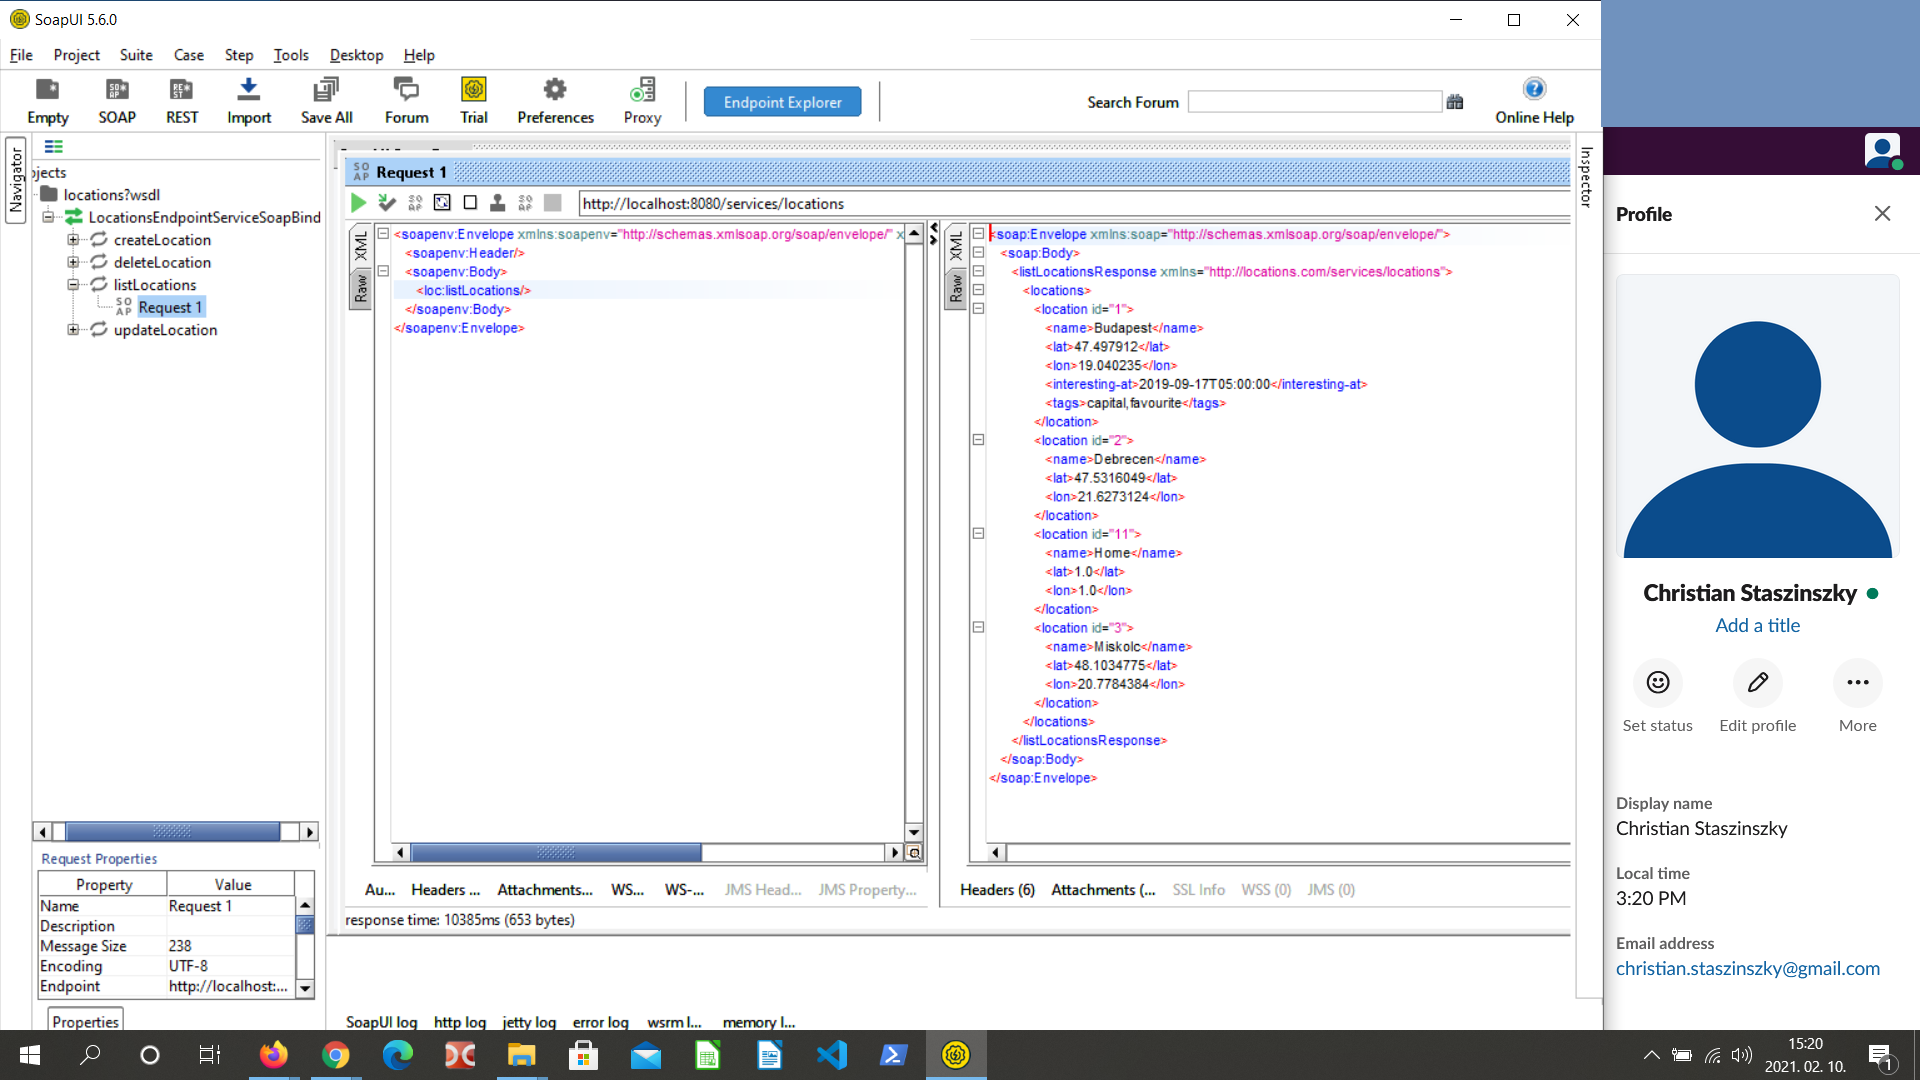 SoapUI 5.6.0
File Project Suite Case Step Tools Desktop Help
Empty SOAP REST Import Save All Forum Trial Preferences Proxy
Endpoint Explorer
Search Forum
Online Help
Navigator
ojects
locations?wsdl
LocationsEndpointServiceSoapBind
createLocation
deleteLocation
listLocations
SOAP Request 1
updateLocation
SOAP Request 1
http://localhost:8080/services/locations
XML
Raw
<soapenv:Envelope xmlns:soapenv="http://schemas.xmlsoap.org/soap/envelope/" x
<soapenv:Header/>
<soapenv:Body>
<loc:listLocations/>
</soapenv:Body>
</soapenv:Envelope>
XML
Raw
<soap:Envelope xmlns:soap="http://schemas.xmlsoap.org/soap/envelope/">
<soap:Body>
<listLocationsResponse xmlns="http://locations.com/services/locations">
<locations>
<location id="1">
<name>Budapest</name>
<lat>47.497912</lat>
<lon>19.040235</lon>
<interesting-at>2019-09-17T05:00:00</interesting-at>
<tags>capital,favourite</tags>
</location>
<location id="2">
<name>Debrecen</name>
<lat>47.5316049</lat>
<lon>21.6273124</lon>
</location>
<location id="11">
<name>Home</name>
<lat>1.0</lat>
<lon>1.0</lon>
</location>
<location id="3">
<name>Miskolc</name>
<lat>48.1034775</lat>
<lon>20.7784384</lon>
</location>
</locations>
</listLocationsResponse>
</soap:Body>
</soap:Envelope>
Inspector
Au... Headers ... Attachments... WS... WS-... JMS Head... JMS Property...
Headers (6) Attachments (... SSL Info WSS (0) JMS (0)
response time: 10385ms (653 bytes)
Request Properties
Property Value
Name Request 1
Description
Message Size 238
Encoding UTF-8
Endpoint http://localhost:...
Properties
SoapUI log http log jetty log error log wsrm l... memory l...
Profile
Christian Staszinszky
Add a title
Set status Edit profile More
Display name
Christian Staszinszky
Local time
3:20 PM
Email address
christian.staszinszky@gmail.com
15:20
2021. 02. 10.
1